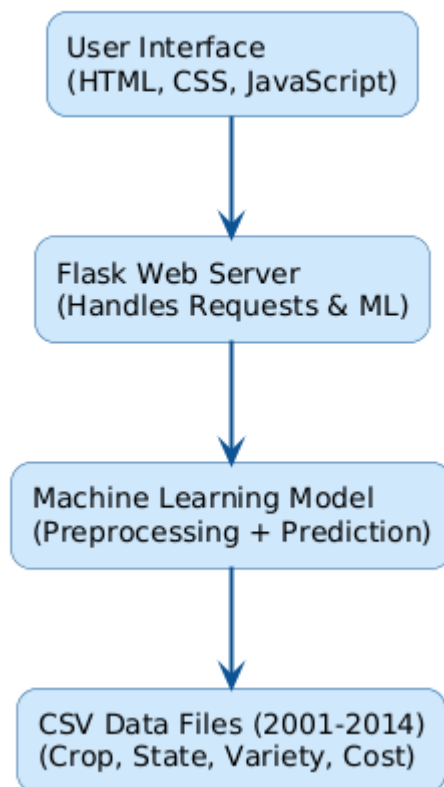 User Interface
(HTML, CSS, JavaScript)
Flask Web Server
(Handles Requests & ML)
Machine Learning Model
(Preprocessing + Prediction)
CSV Data Files (2001-2014)
(Crop, State, Variety, Cost)